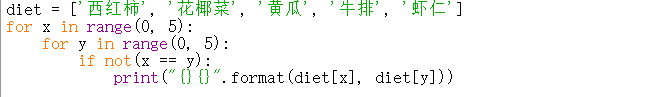 diet = ['西红柿', '花椰菜', '黄瓜', '牛排', '虾仁']
for x in range(0, 5):
    for y in range(0, 5):
        if not(x == y):
            print("{}{}".format(diet[x], diet[y]))